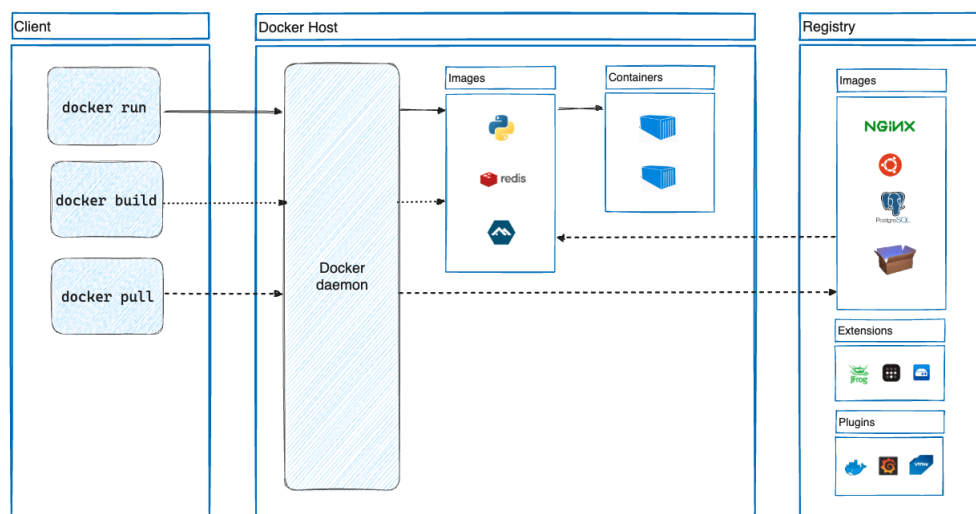 Client
docker run
docker build
docker pull
Docker Host
Docker
daemon
Images
redis
Containers
Registry
Images
NGINX
PostgreSQL
Extensions
jFrog
Plugins